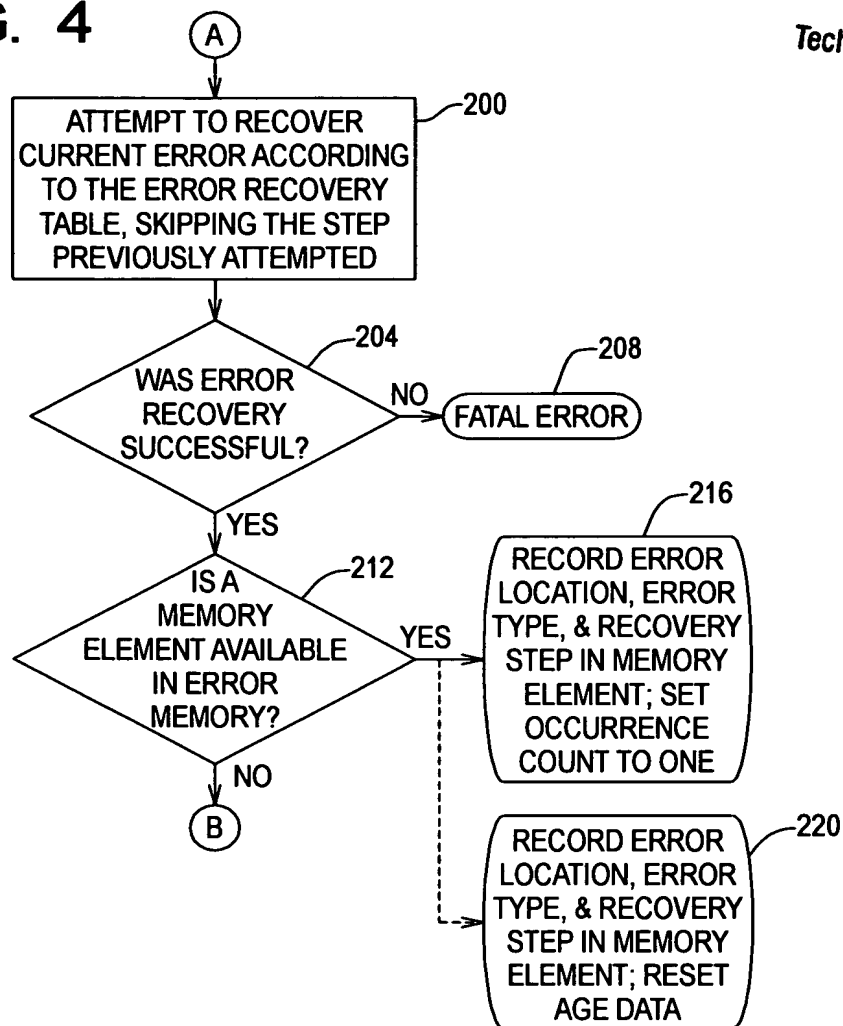 G. 4
Tech
A
200
ATTEMPT TO RECOVER
CURRENT ERROR ACCORDING
TO THE ERROR RECOVERY
TABLE, SKIPPING THE STEP
PREVIOUSLY ATTEMPTED
204
WAS ERROR
RECOVERY
SUCCESSFUL?
NO
208
FATAL ERROR
YES
212
IS A
MEMORY
ELEMENT AVAILABLE
IN ERROR
MEMORY?
YES
216
RECORD ERROR
LOCATION, ERROR
TYPE, & RECOVERY
STEP IN MEMORY
ELEMENT; SET
OCCURRENCE
COUNT TO ONE
NO
B
220
RECORD ERROR
LOCATION, ERROR
TYPE, & RECOVERY
STEP IN MEMORY
ELEMENT; RESET
AGE DATA